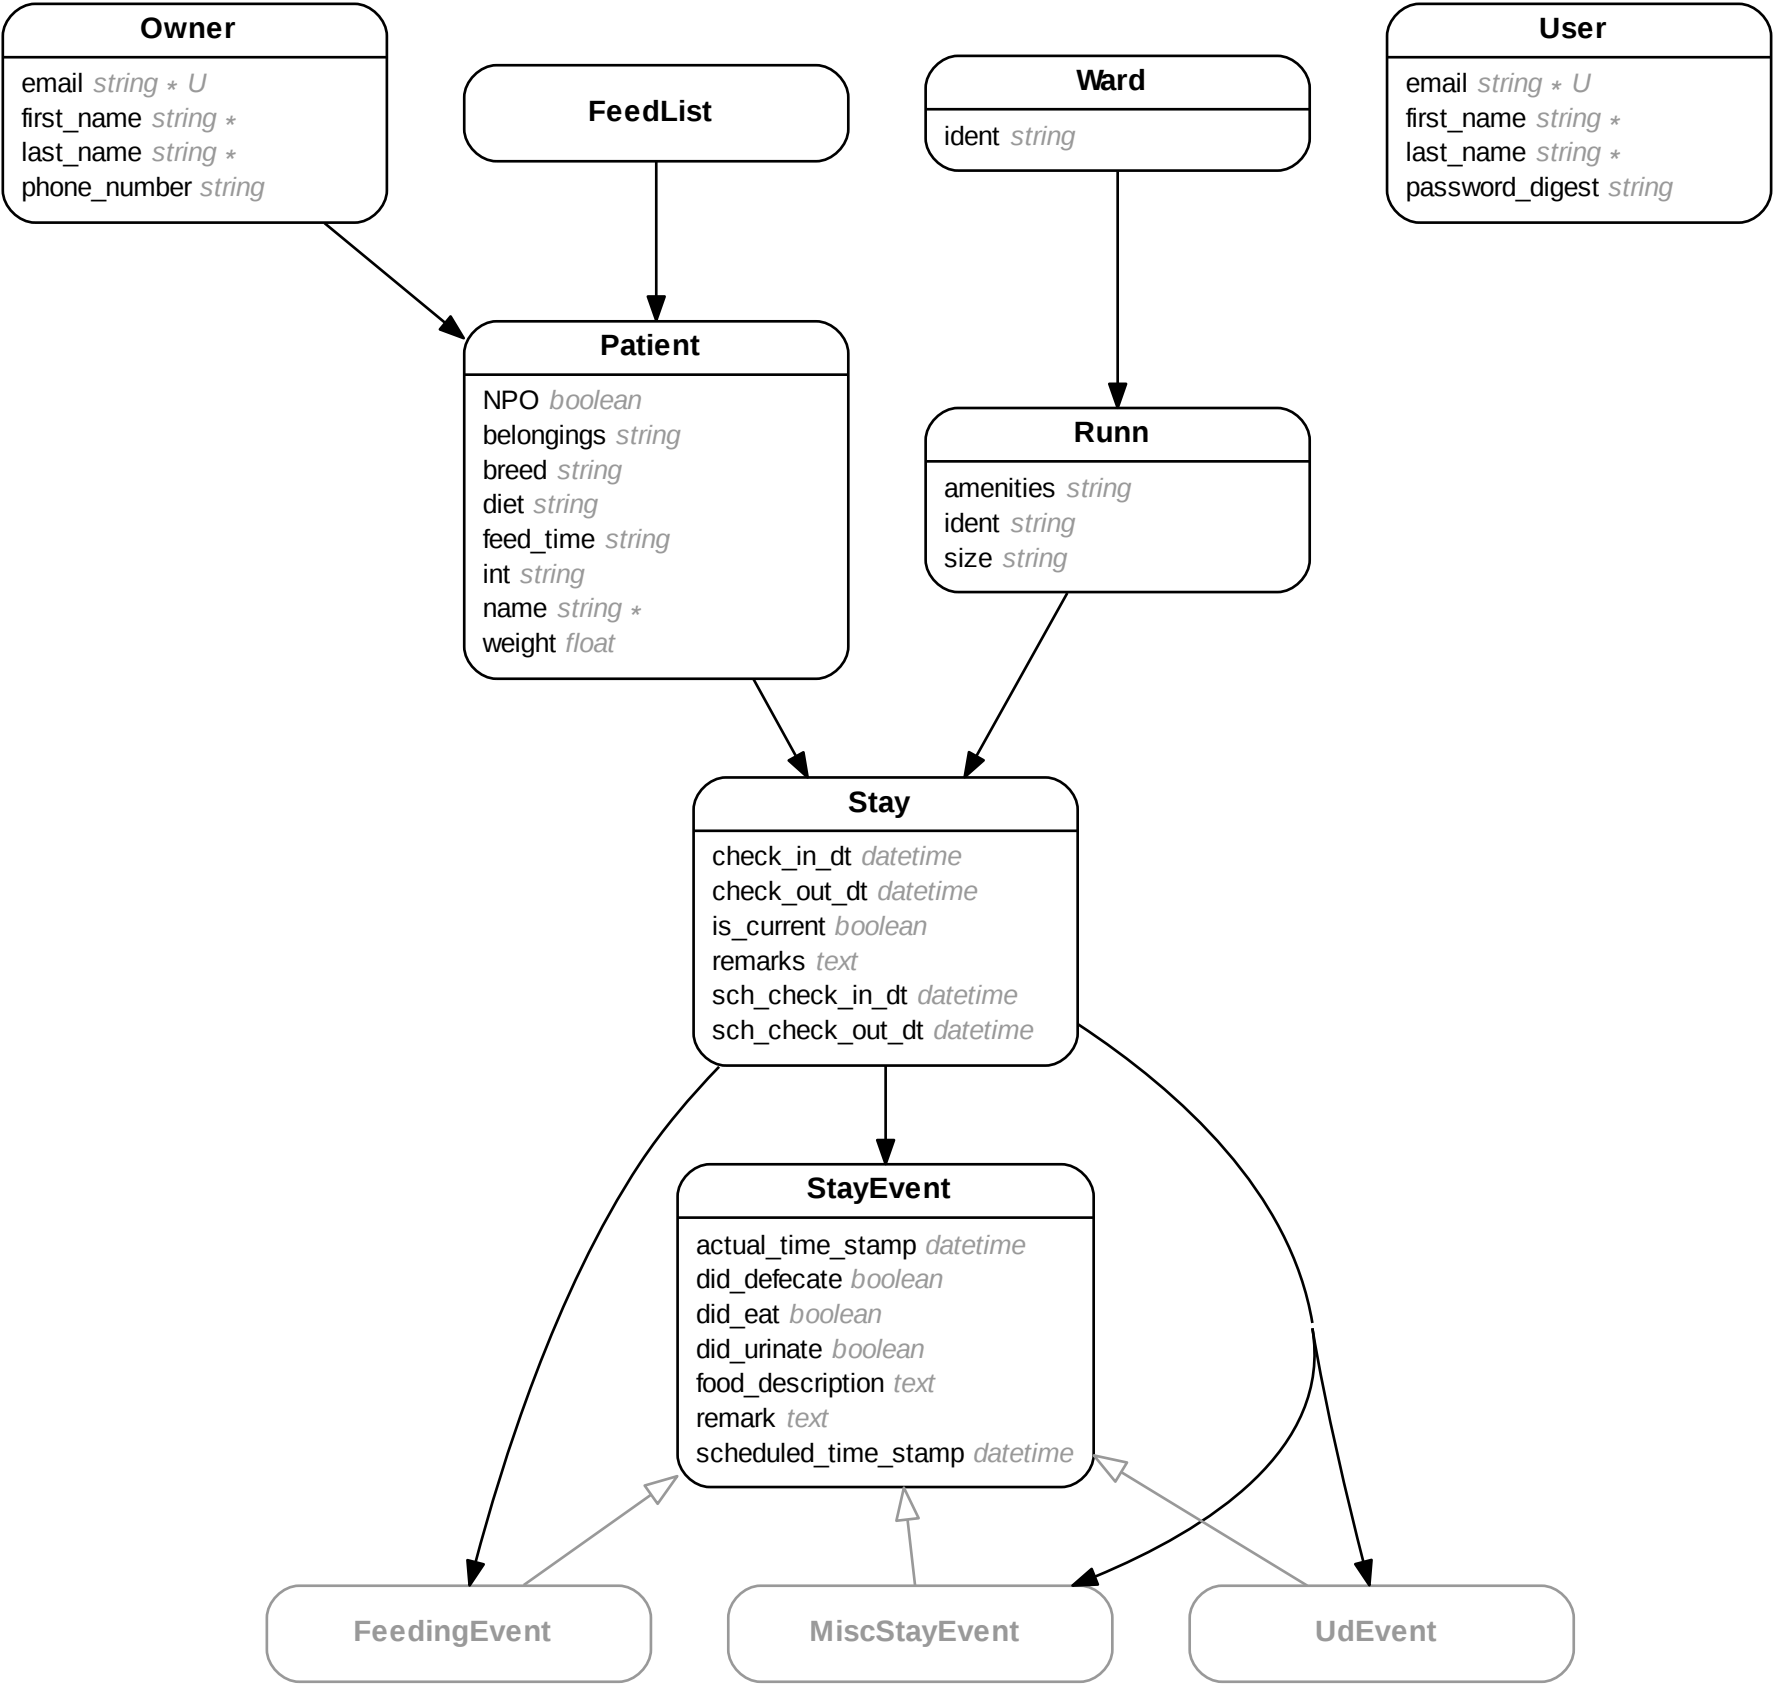 Owner
email string * U
first_name string *
last_name string *
phone_number string
FeedList
Ward
ident string
User
email string * U
first_name string *
last_name string *
password_digest string
Patient
NPO boolean
belongings string
breed string
diet string
feed_time string
int string
name string *
weight float
Runn
amenities string
ident string
size string
Stay
check_in_dt datetime
check_out_dt datetime
is_current boolean
remarks text
sch_check_in_dt datetime
sch_check_out_dt datetime
StayEvent
actual_time_stamp datetime
did_defecate boolean
did_eat boolean
did_urinate boolean
food_description text
remark text
scheduled_time_stamp datetime
FeedingEvent
MiscStayEvent
UdEvent